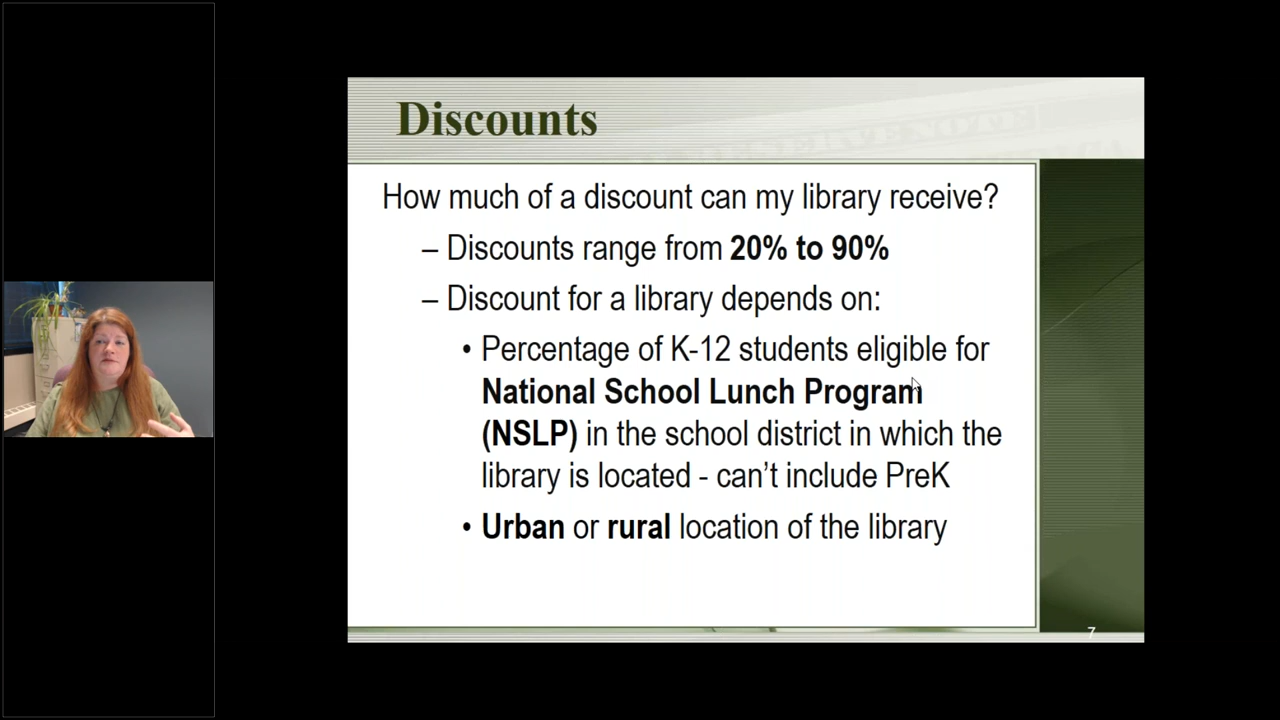 Discounts
How much of a discount can my library receive?
– Discounts range from 20% to 90%
– Discount for a library depends on:
• Percentage of K-12 students eligible for
National School Lunch Program
(NSLP) in the school district in which the
library is located - can’t include PreK
• Urban or rural location of the library
7